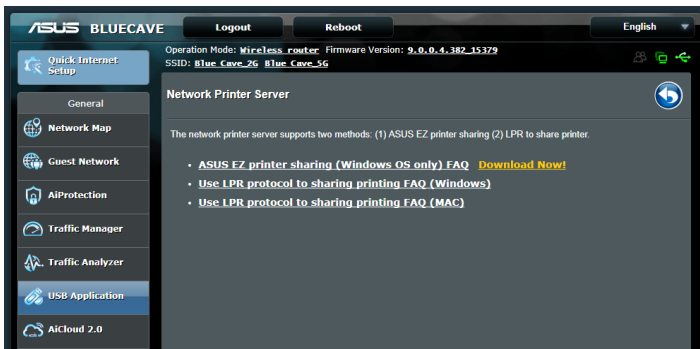 ASUS BLUECAVE
Logout
Reboot
English
Operation Mode: Wireless router Firmware Version: 9.0.0.4.382_15379
SSID: Blue Cave_2G Blue Cave_5G
Quick Internet
Setup
General
Network Map
Guest Network
AiProtection
Traffic Manager
Traffic Analyzer
USB Application
AiCloud 2.0
Network Printer Server
The network printer server supports two methods: (1) ASUS EZ printer sharing (2) LPR to share printer.
ASUS EZ printer sharing (Windows OS only) FAQ Download Now!
Use LPR protocol to sharing printing FAQ (Windows)
Use LPR protocol to sharing printing FAQ (MAC)